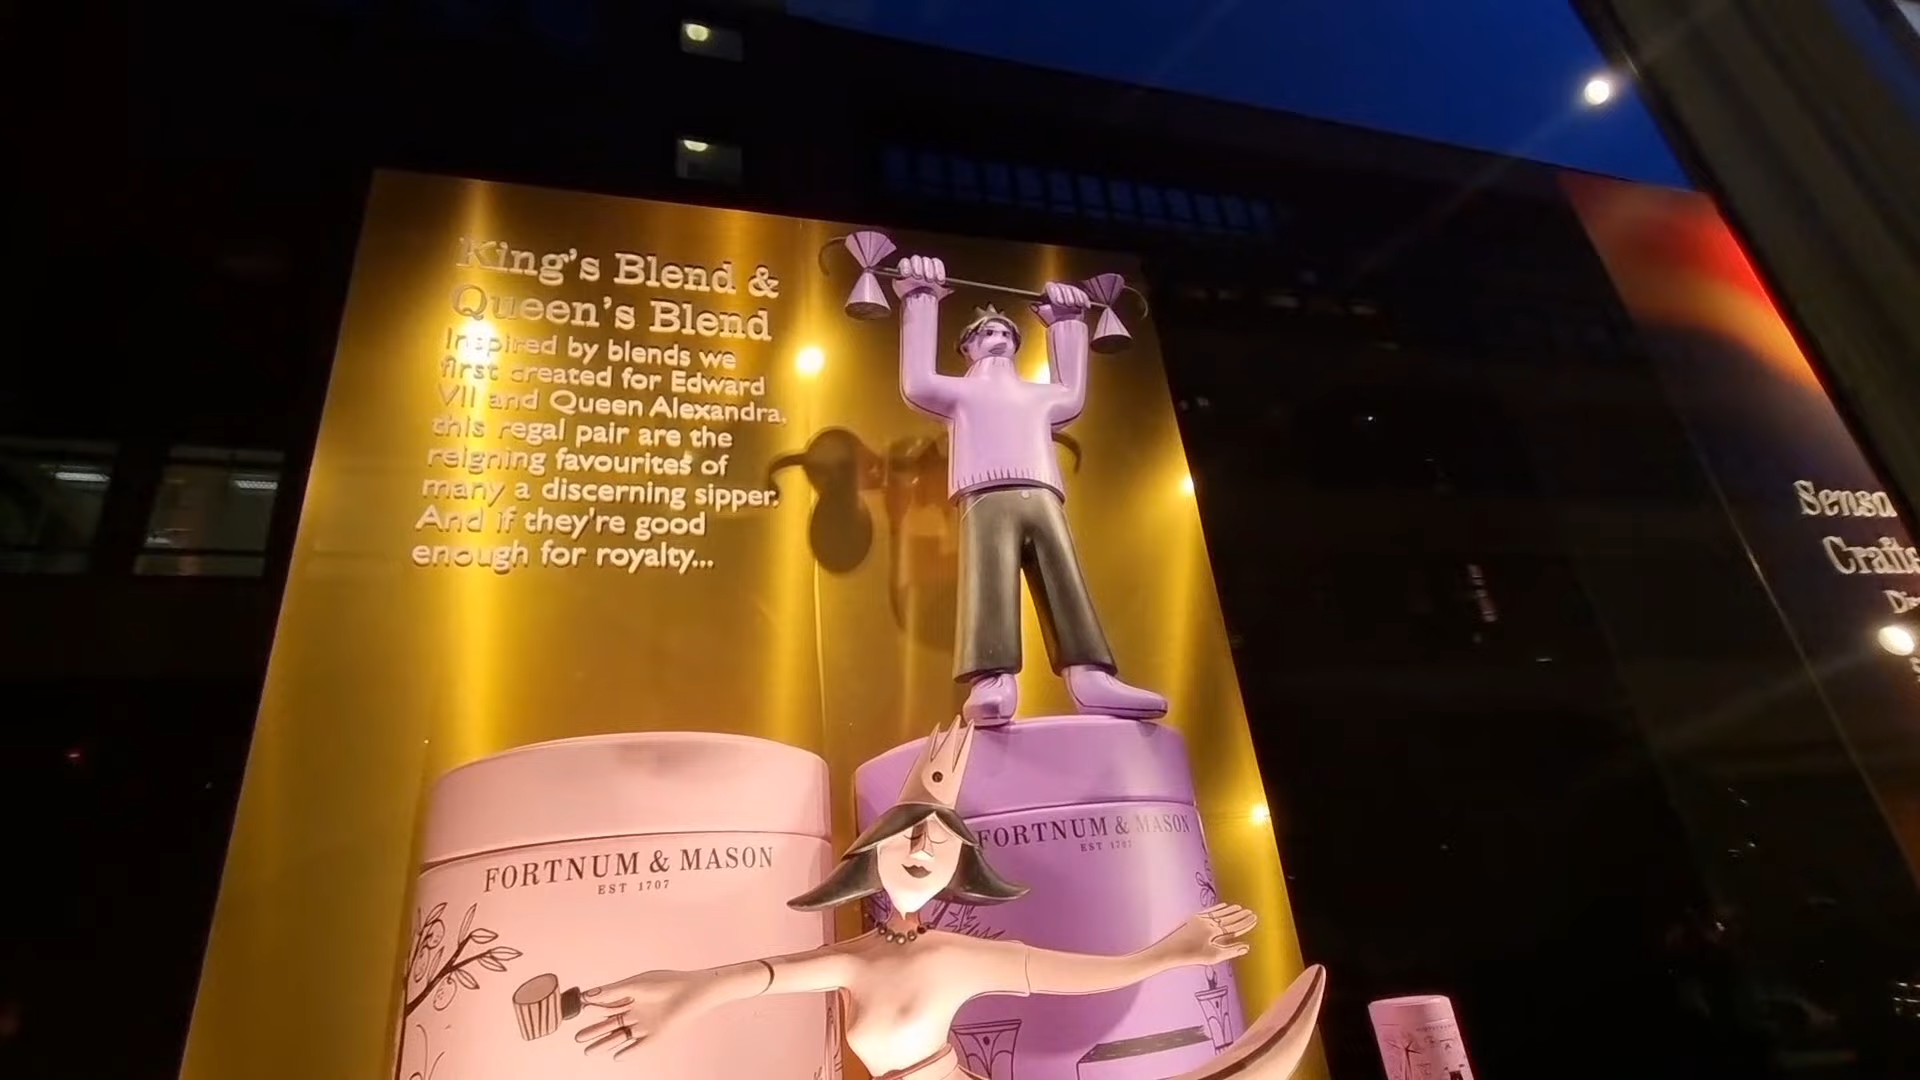 King's Blend &
Queen's Blend
Inspired by blends we
first created for Edward
VII and Queen Alexandra,
this regal pair are the
reigning favourites of
many a discerning sipper.
And if they're good
enough for royalty...
FORTNUM & MASON
EST 1707
FORTNUM & MASON
EST 1707